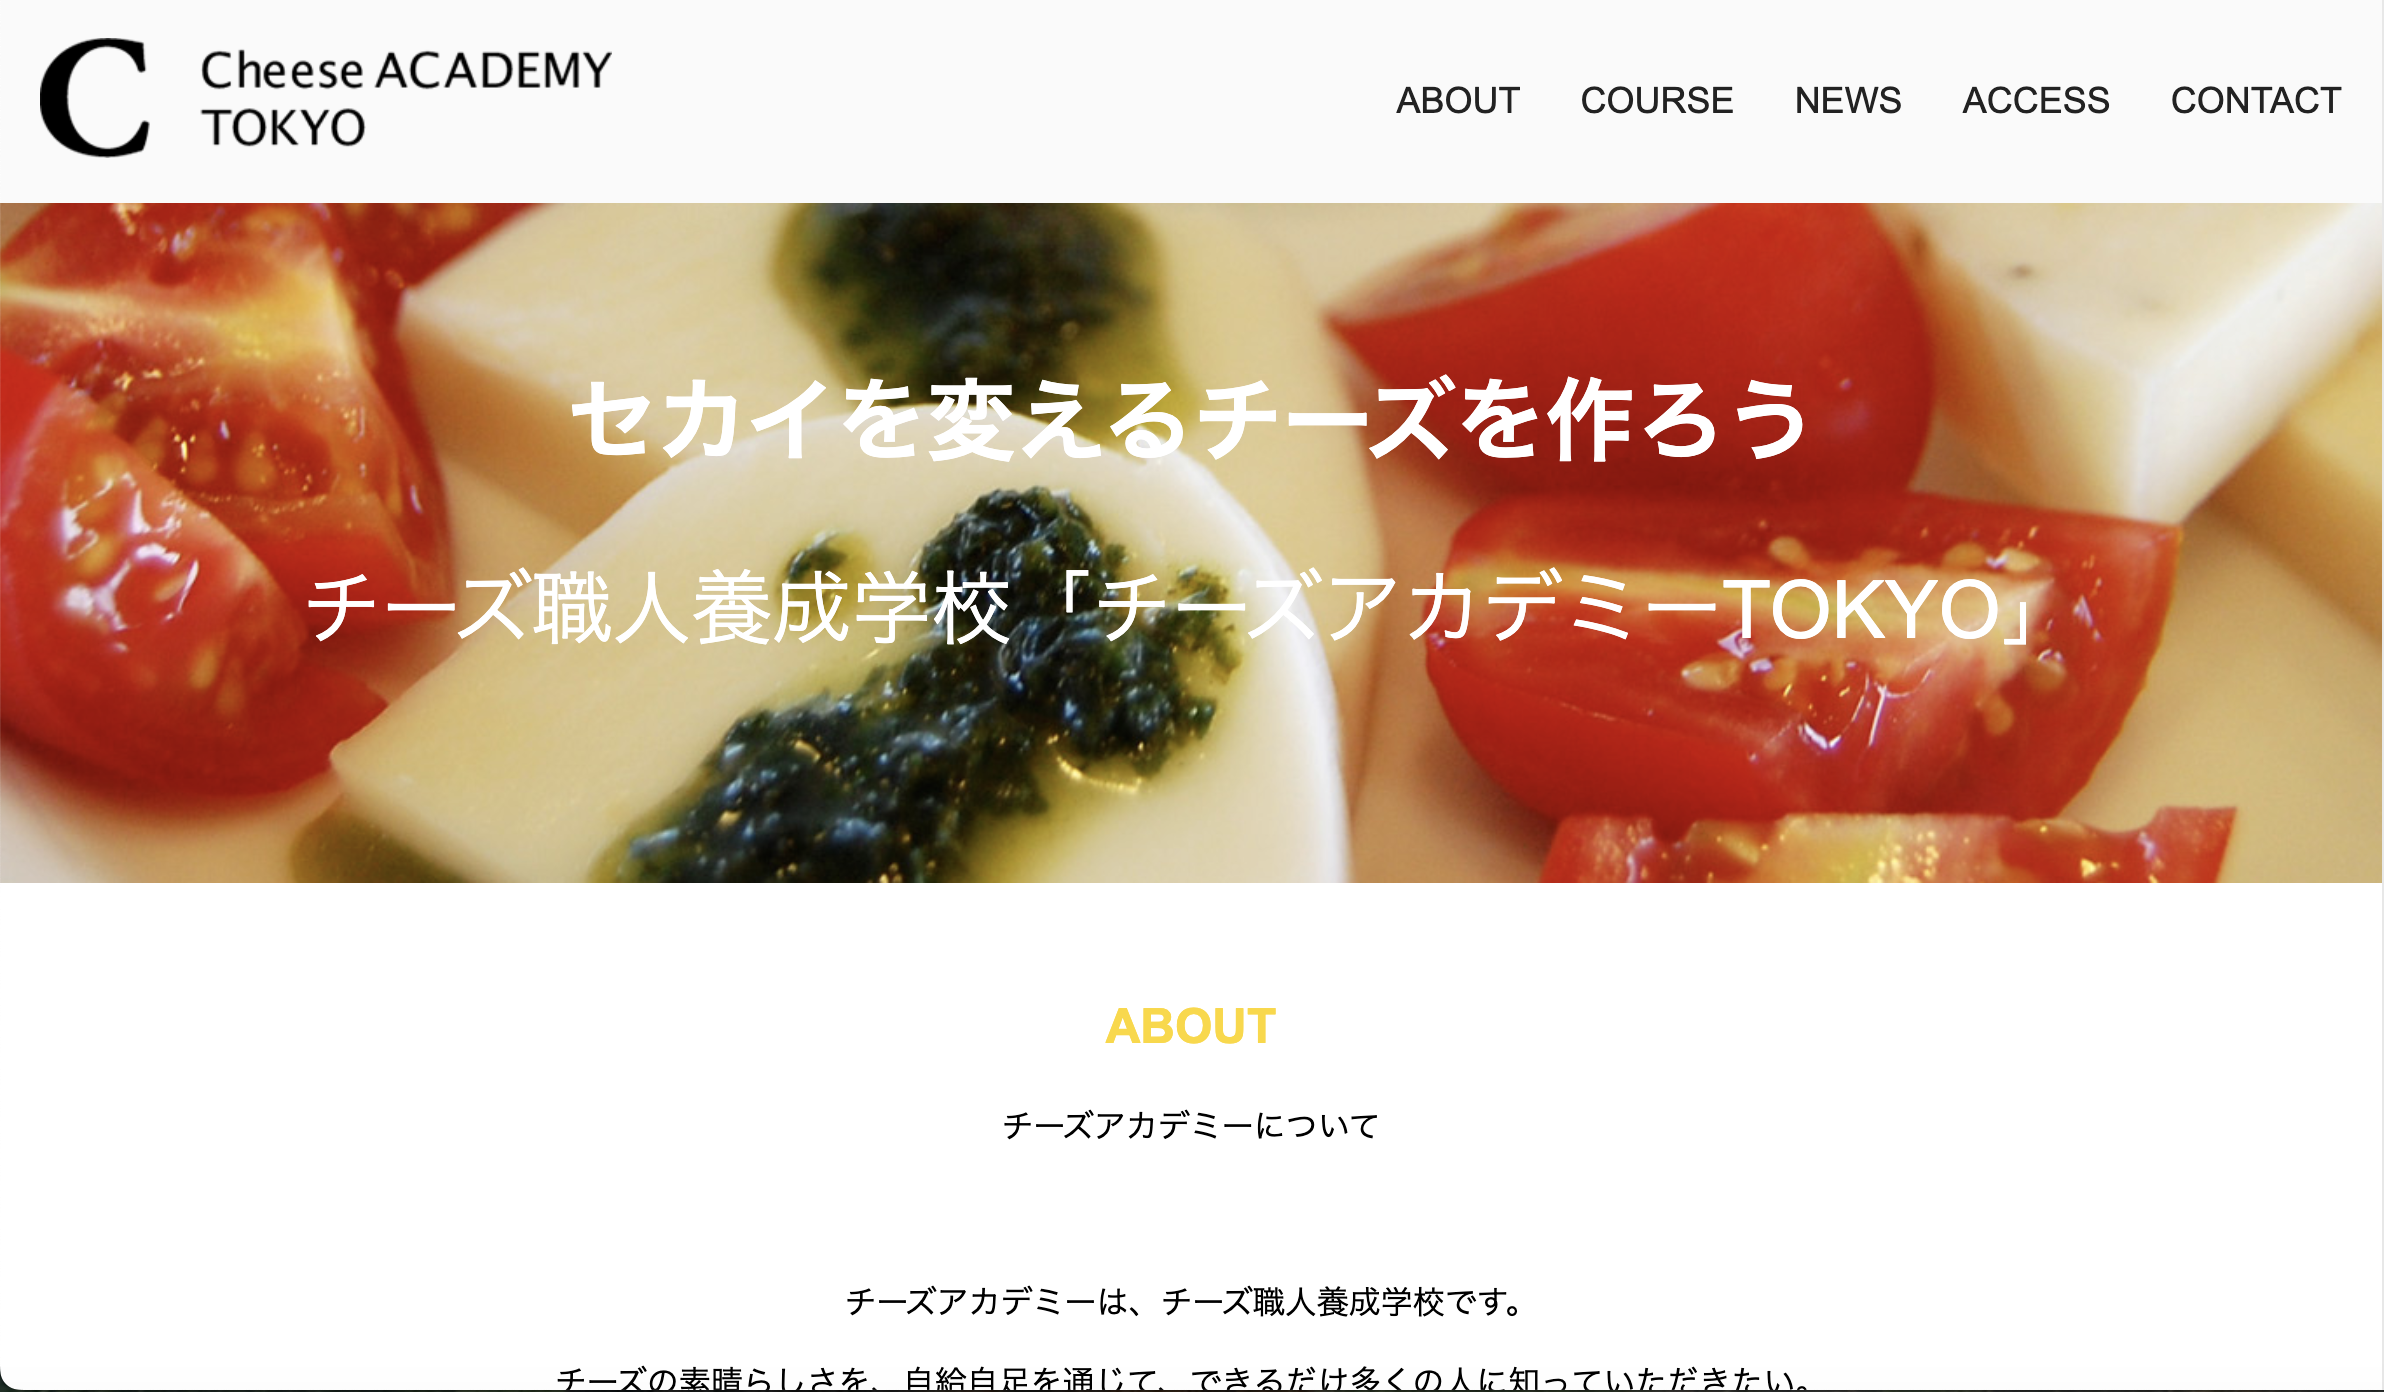 C
Cheese ACADEMY
TOKYO
ABOUT COURSE NEWS ACCESS CONTACT
セカイを変えるチーズを作ろう
チーズ職人養成学校「チーズアカデミーTOKYO」
ABOUT
チーズアカデミーについて
チーズアカデミーは、チーズ職人養成学校です。
チーズの素晴らしさを、自給自足を通じて、できるだけ多くの人に知っていただきたい。